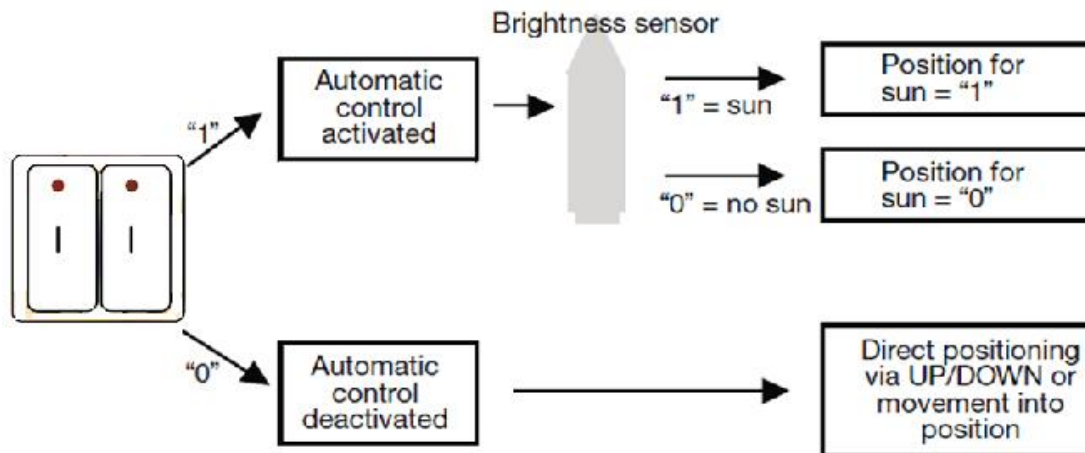 Brightness sensor
“1”
Automatic
control
activated
“1” = sun
Position for
sun = “1”
“0” = no sun
Position for
sun = “0”
“0”
Automatic
control
deactivated
Direct positioning
via UP/DOWN or
movement into
position